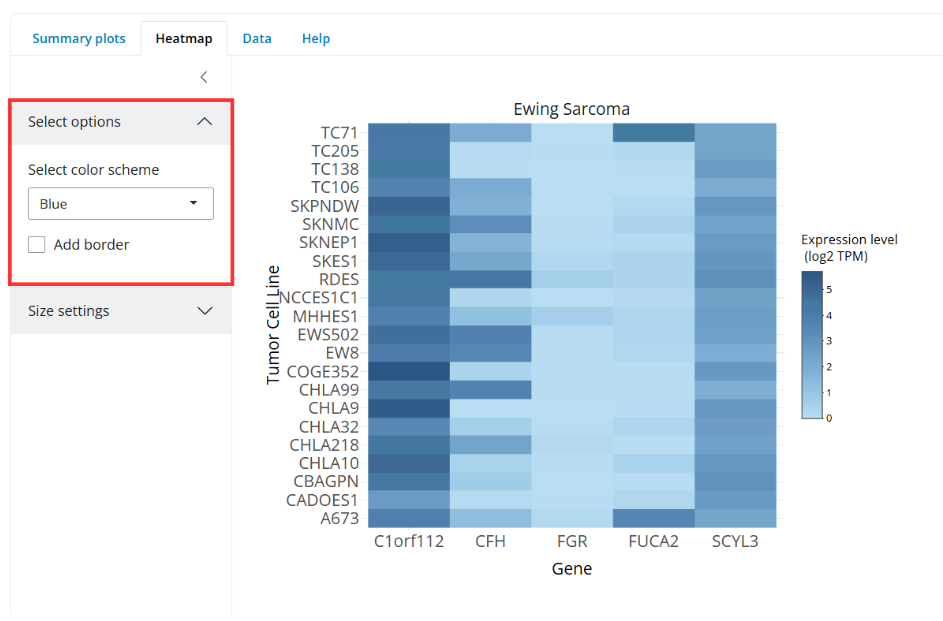 Summary plots Heatmap Data Help
Select options
Select color scheme
Blue
Add border
Size settings
Ewing Sarcoma
Tumor Cell Line
TC71
TC205
TC138
TC106
SKPNDW
SKNMC
SKNEP1
SKES1
RDES
NCCES1C1
MHHES1
EWS502
EW8
COGE352
CHLA99
CHLA9
CHLA32
CHLA218
CHLA10
CBAGPN
CADOES1
A673
C1orf112 CFH FGR FUCA2 SCYL3
Gene
Expression level
(log2 TPM)
5
4
3
2
1
0